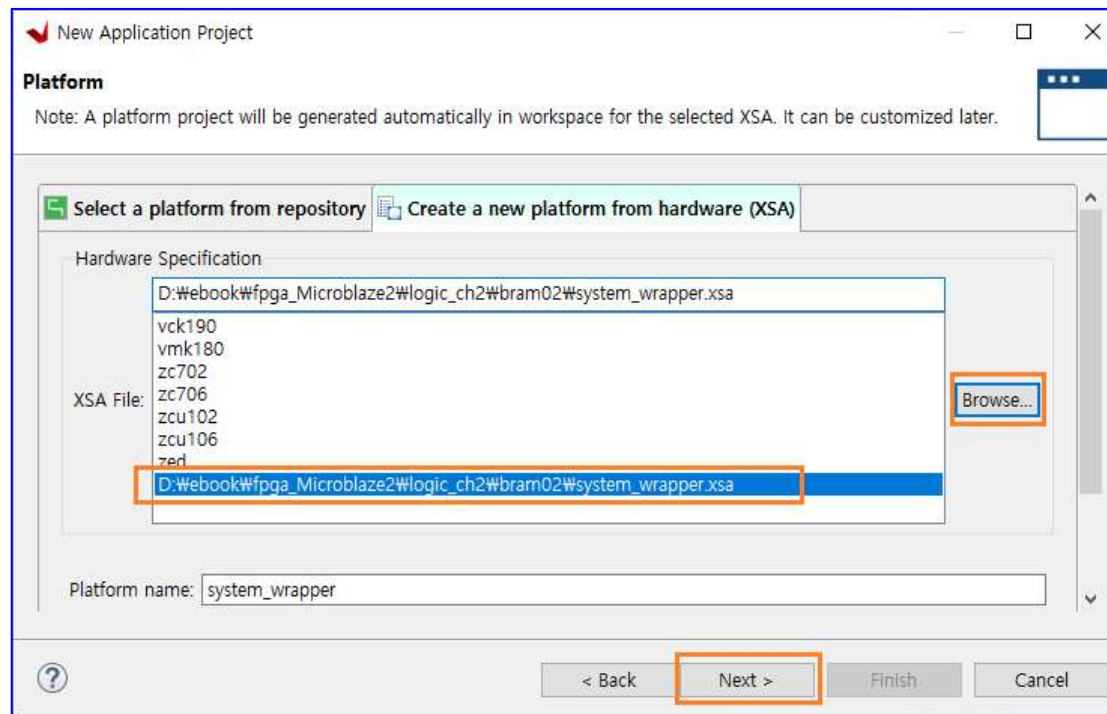 New Application Project
Platform
Note: A platform project will be generated automatically in workspace for the selected XSA. It can be customized later.
Select a platform from repository
Create a new platform from hardware (XSA)
Hardware Specification
D:₩ebook₩fpga_Microblaze2₩logic_ch2₩bram02₩system_wrapper.xsa
vck190
vmk180
zc702
XSA File:
zc706
Browse...
zcu102
zcu106
zed
D:₩ebook₩fpga_Microblaze2₩logic_ch2₩bram02₩system_wrapper.xsa
Platform name:
system_wrapper
?
< Back
Next >
Finish
Cancel